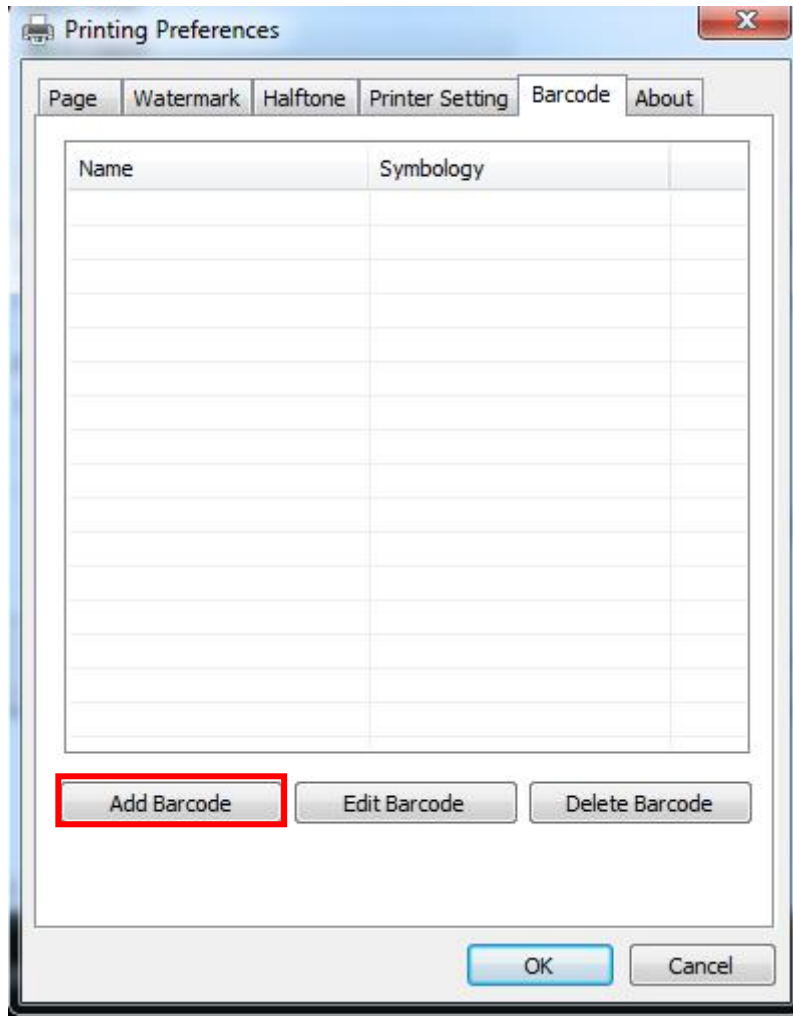 Printing Preferences
Page Watermark Halftone Printer Setting Barcode About
Name Symbology
Add Barcode Edit Barcode Delete Barcode
OK Cancel